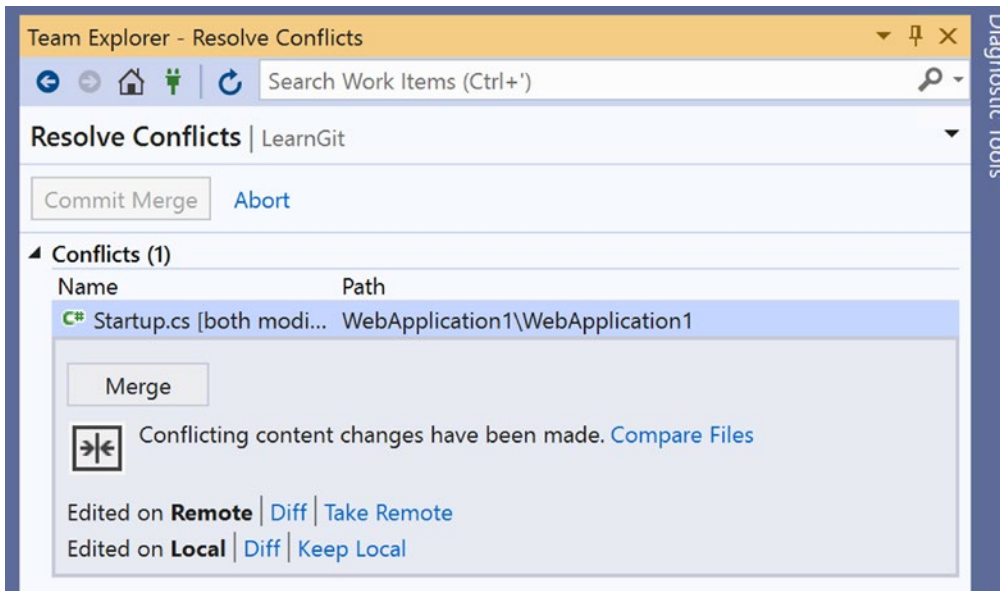 Team Explorer - Resolve Conflicts
Search Work Items (Ctrl+')
Resolve Conflicts | LearnGit
Commit Merge Abort
Conflicts (1)
Name Path
C# Startup.cs [both modi... WebApplication1\WebApplication1
Merge
Conflicting content changes have been made. Compare Files
Edited on Remote | Diff | Take Remote
Edited on Local | Diff | Keep Local
Diagnostic Tools